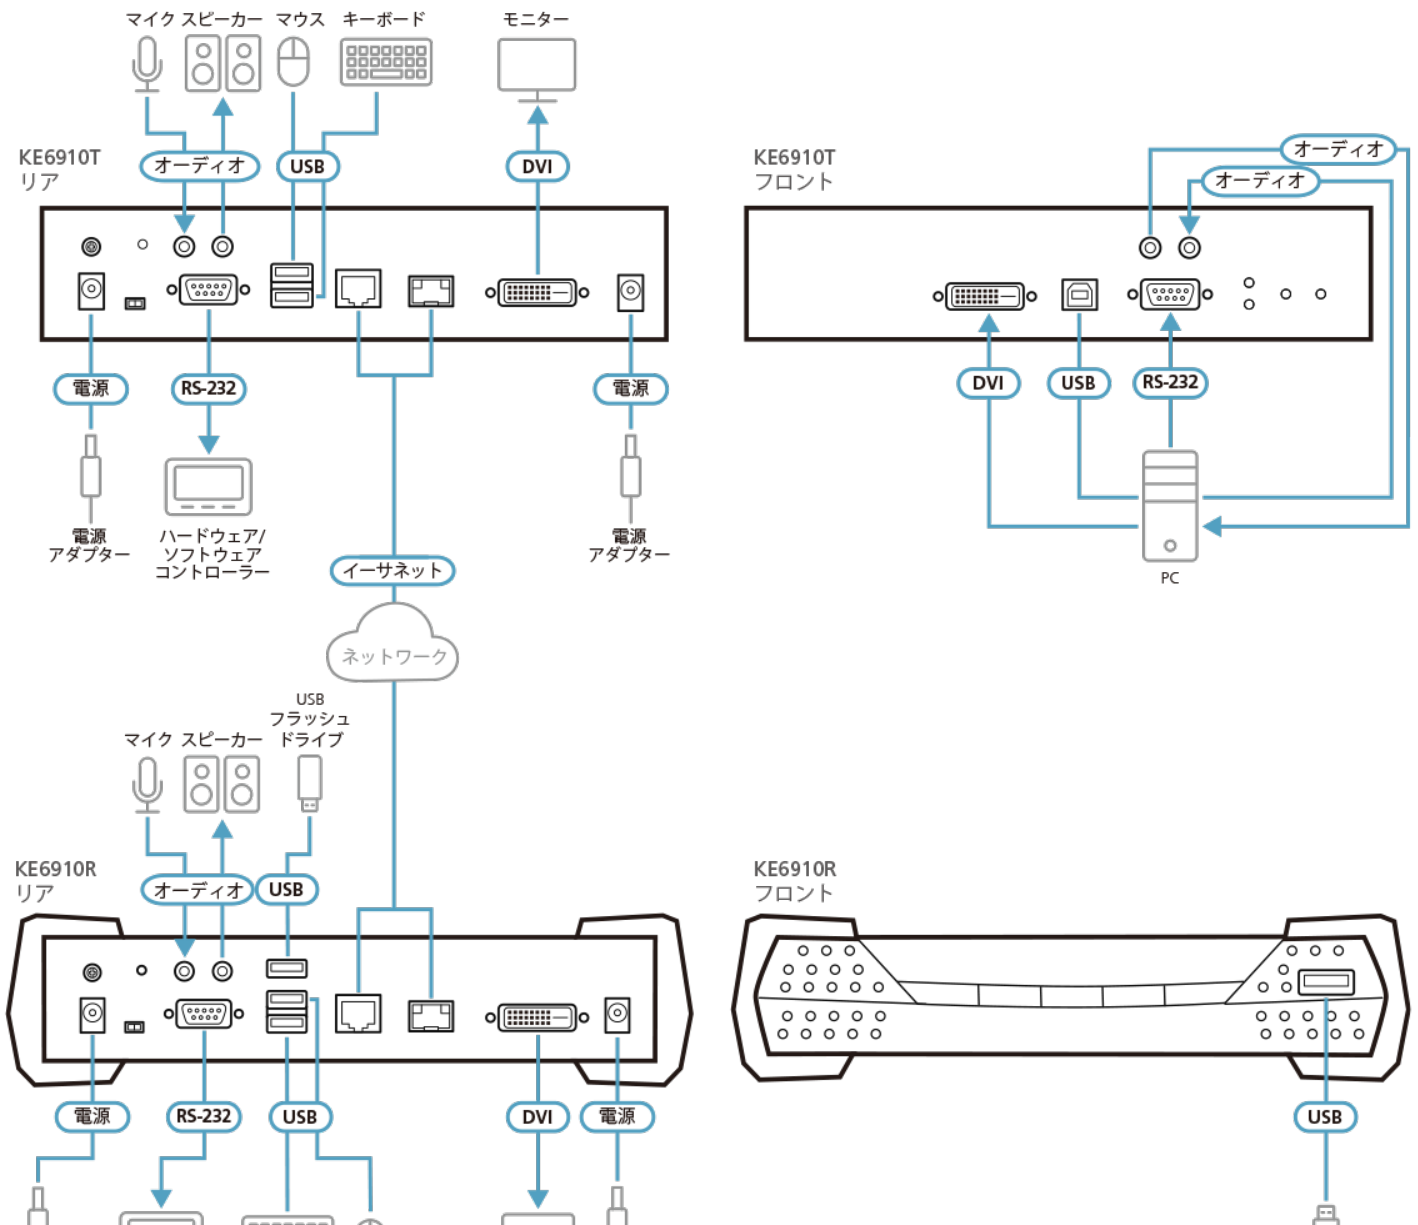 マイク スピーカー マウス キーボード モニター
KE6910T
リア
オーディオ
USB
DVI
KE6910T
フロント
オーディオ
オーディオ
電源
RS-232
電源
DVI
USB
RS-232
電源
アダプター
ハードウェア/
ソフトウェア
コントローラー
電源
アダプター
PC
イーサネット
ネットワーク
USB
フラッシュ
ドライブ
マイク スピーカー
KE6910R
リア
オーディオ
USB
KE6910R
フロント
電源
RS-232
USB
DVI
電源
USB